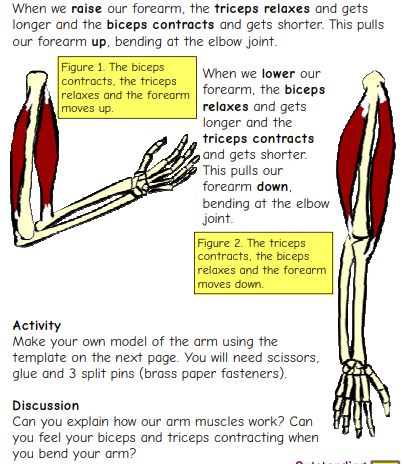 When we raise our forearm, the triceps relaxes and gets
longer and the biceps contracts and gets shorter. This pulls
our forearm up, bending at the elbow joint.
Figure 1. The biceps
contracts, the triceps
relaxes and the forearm
moves up.
When we lower our
forearm, the biceps
relaxes and gets
longer and the
triceps contracts
and gets shorter.
This pulls our
forearm down,
bending at the elbow
joint.
Figure 2. The triceps
contracts, the biceps
relaxes and the forearm
moves down.
Activity
Make your own model of the arm using the
template on the next page. You will need scissors,
glue and 3 split pins (brass paper fasteners).
Discussion
Can you explain how our arm muscles work? Can
you feel your biceps and triceps contracting when
you bend your arm?